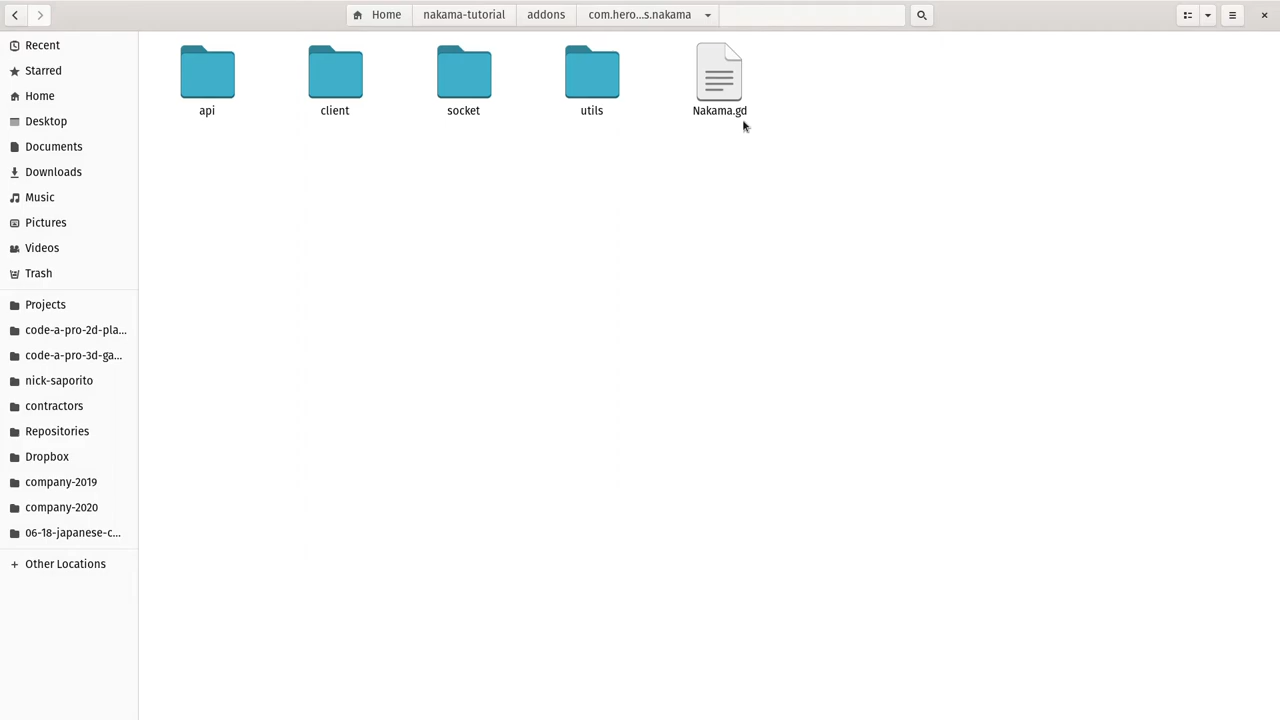 Home
nakama-tutorial
addons
com.hero...s.nakama
Recent
Starred
Home
Desktop
Documents
Downloads
Music
Pictures
Videos
Trash
Projects
code-a-pro-2d-pla...
code-a-pro-3d-ga...
nick-saporito
contractors
Repositories
Dropbox
company-2019
company-2020
06-18-japanese-c...
Other Locations
api
client
socket
utils
Nakama.gd